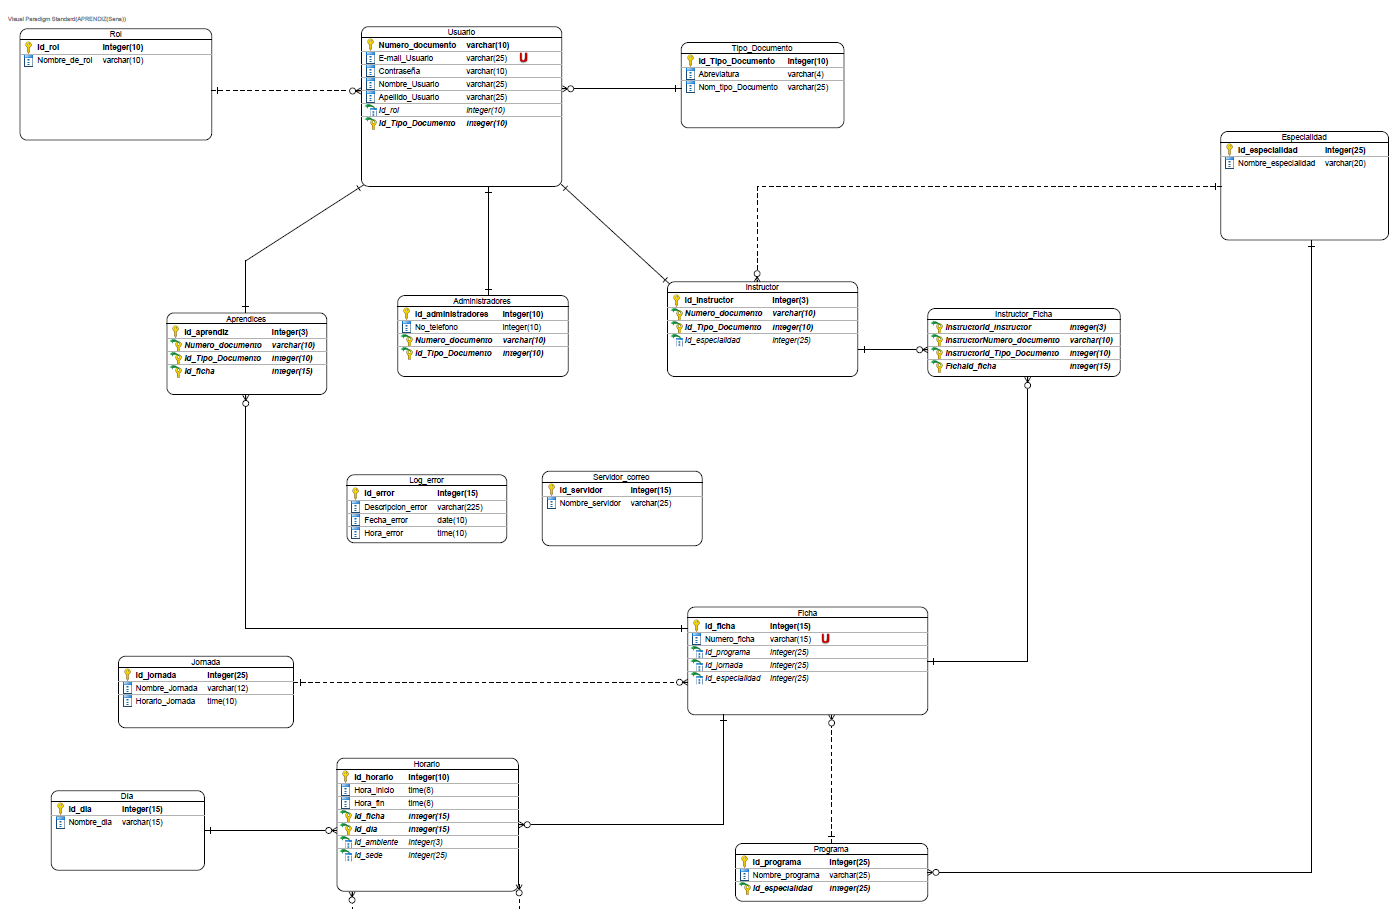 Visual Paradigm Standard(APRENDIZ(Sena))
Rol
Id_rol integer(10)
Nombre_de_rol varchar(10)
Usuario
Numero_documento varchar(10)
E-mail_Usuario varchar(25) U
Contraseña varchar(10)
Nombre_Usuario varchar(25)
Apellido_Usuario varchar(25)
Id_rol integer(10)
Id_Tipo_Documento integer(10)
Tipo_Documento
Id_Tipo_Documento integer(10)
Abreviatura varchar(4)
Nom_tipo_Documento varchar(25)
Especialidad
Id_especialidad integer(25)
Nombre_especialidad varchar(20)
Aprendices
Id_aprendiz integer(3)
Numero_documento varchar(10)
Id_Tipo_Documento integer(10)
Id_ficha integer(15)
Administradores
Id_administradores integer(10)
No_telefono integer(10)
Numero_documento varchar(10)
Id_Tipo_Documento integer(10)
Instructor
Id_Instructor integer(3)
Numero_documento varchar(10)
Id_Tipo_Documento integer(10)
Id_especialidad integer(25)
Instructor_Ficha
InstructorId_Instructor integer(3)
InstructorNumero_documento varchar(10)
InstructorId_Tipo_Documento integer(10)
FichaId_ficha integer(15)
Log_error
Id_error integer(15)
Descripcion_error varchar(225)
Fecha_error date(10)
Hora_error time(10)
Servidor_correo
Id_servidor integer(15)
Nombre_servidor varchar(25)
Ficha
Id_ficha integer(15)
Numero_ficha varchar(15) U
Id_programa integer(25)
Id_jornada integer(25)
Id_especialidad integer(25)
Jornada
Id_jornada integer(25)
Nombre_Jornada varchar(12)
Horario_Jornada time(10)
Horario
Id_horario integer(10)
Hora_inicio time(8)
Hora_fin time(8)
Id_ficha integer(15)
Id_dia integer(15)
Id_ambiente integer(3)
Id_sede integer(25)
Dia
Id_dia integer(15)
Nombre_dia varchar(15)
Programa
Id_programa integer(25)
Nombre_programa varchar(25)
Id_especialidad integer(25)